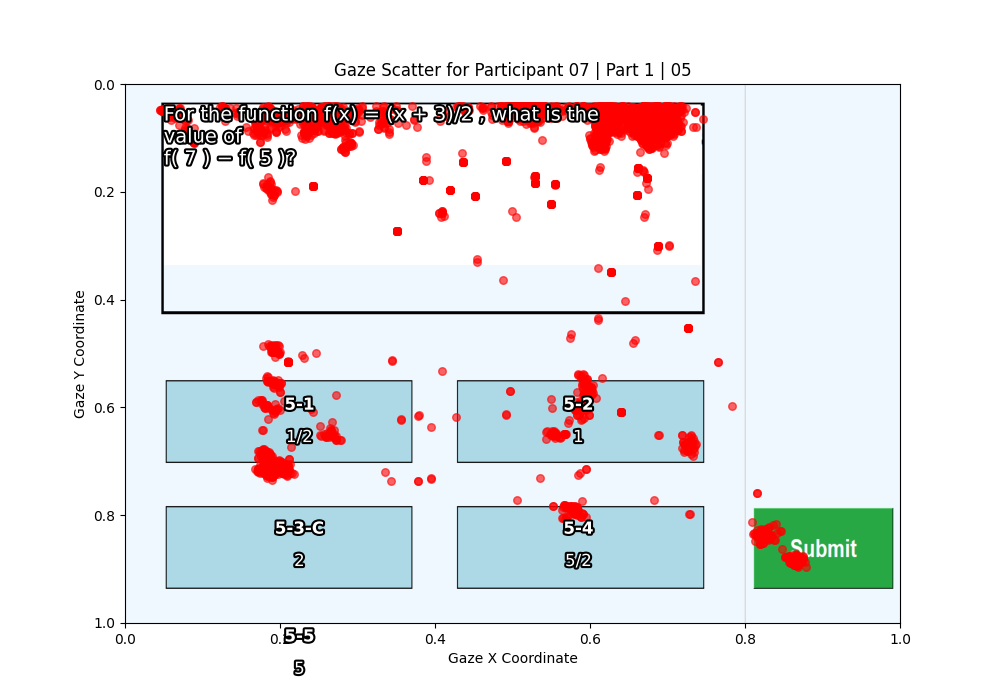 Gaze Scatter for Participant 07 | Part 1 | 05
For the function f(x) = (x + 3)/2 , what is the
value of
f( 7 ) − f( 5 )?
5-1
1/2
5-2
1
5-3-C
2
5-4
5/2
Submit
5-5
5
Gaze Y Coordinate
0.0
0.2
0.4
0.6
0.8
1.0
0.0
0.2
0.4
0.6
0.8
1.0
Gaze X Coordinate